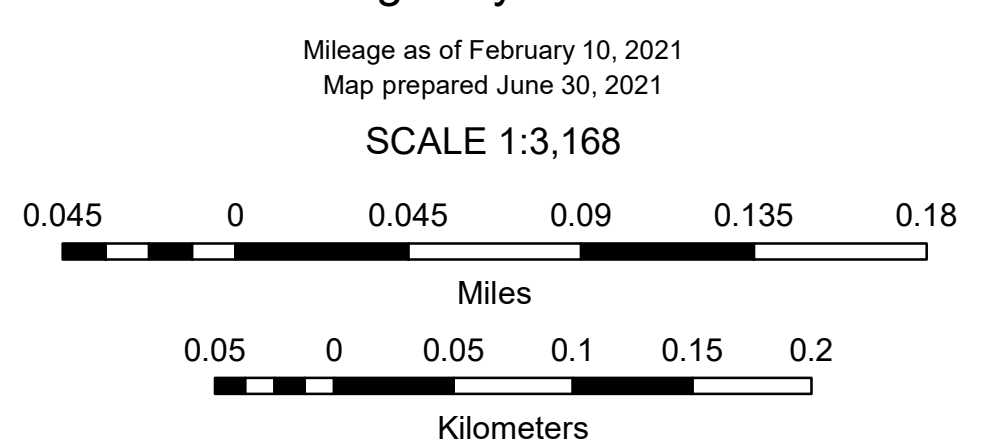 Mileage as of February 10, 2021
Map prepared June 30, 2021
SCALE 1:3,168
0.045 0 0.045 0.09 0.135 0.18
Miles
0.05 0 0.05 0.1 0.15 0.2
Kilometers